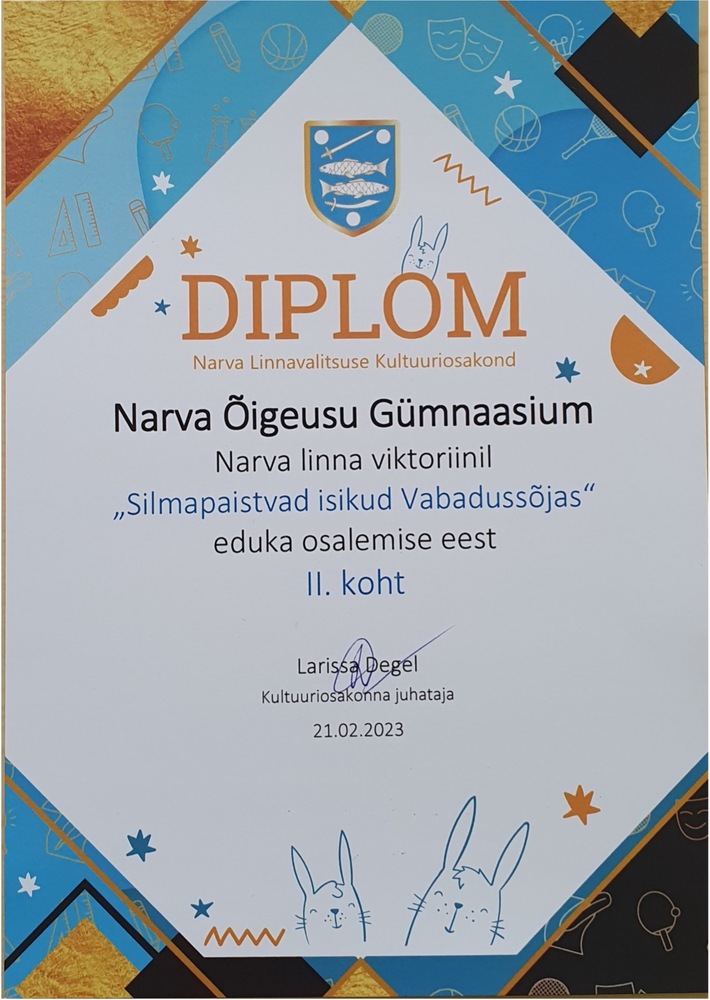 DIPLOM
Narva Linnavalitsuse Kultuuriosakond
Narva Õigeusu Gümnaasium
Narva linna viktoriinil
„Silmapaistvad isikud Vabadussõjas“
eduka osalemise eest
II. koht
Larissa Degel
Kultuuriosakonna juhataja
21.02.2023